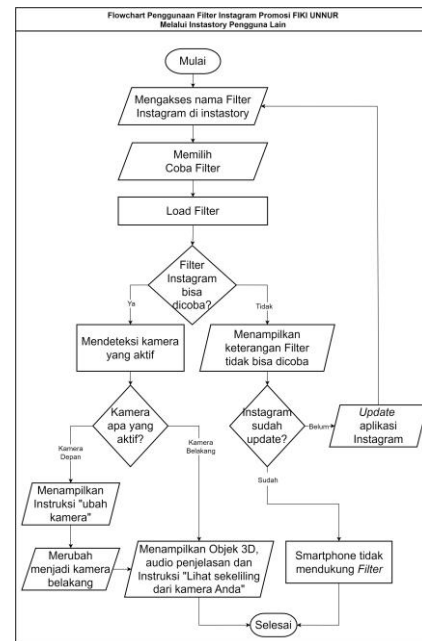 Flowchart Penggunaan Filter Instagram Promosi FIKI UNNUR
Melalui Instastory Pengguna Lain
Mulai
Mengakses nama Filter
Instagram di instastory
Memilih
Coba Filter
Load Filter
Filter
Instagram
bisa
dicoba?
Ya
Tidak
Mendeteksi kamera
yang aktif
Menampilkan
keterangan Filter
tidak bisa dicoba
Kamera
apa yang
aktif?
Instagram
sudah
update?
Belum
Update
aplikasi
Instagram
Kamera
Depan
Kamera
Belakang
Sudah
Menampilkan
Instruksi "ubah
kamera"
Merubah
menjadi kamera
belakang
Menampilkan Objek 3D,
audio penjelasan dan
Instruksi "Lihat sekeliling
dari kamera Anda"
Smartphone tidak
mendukung Filter
Selesai